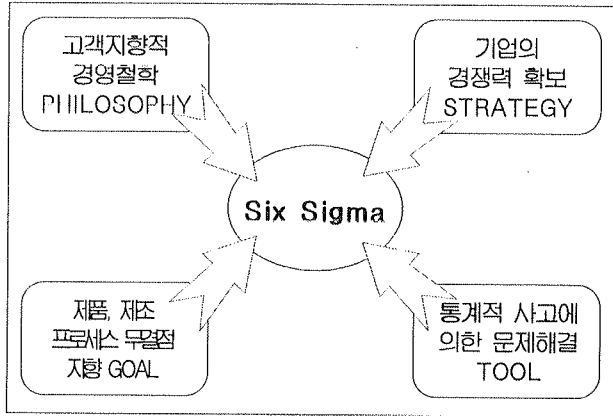 고객지향적
경영철학
PHILOSOPHY
기업의
경쟁력 확보
STRATEGY
Six Sigma
제품, 제조
프로세스 무결점
지향 GOAL
통계적 사고에
의한 문제해결
TOOL